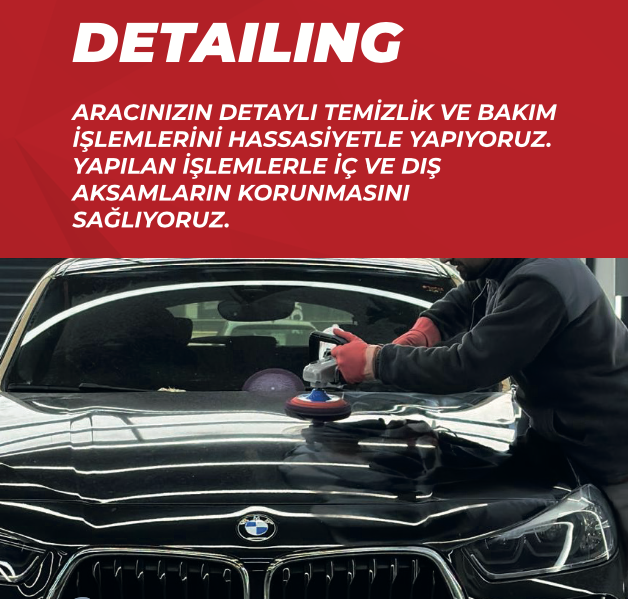 DETAILING
ARACINIZIN DETAYLI TEMİZLİK VE BAKIM
İŞLEMLERİNİ HASSASİYETLE YAPIYORUZ.
YAPILAN İŞLEMLERLE İÇ VE DIŞ
AKSAMLARIN KORUNMASINI
SAĞLIYORUZ.